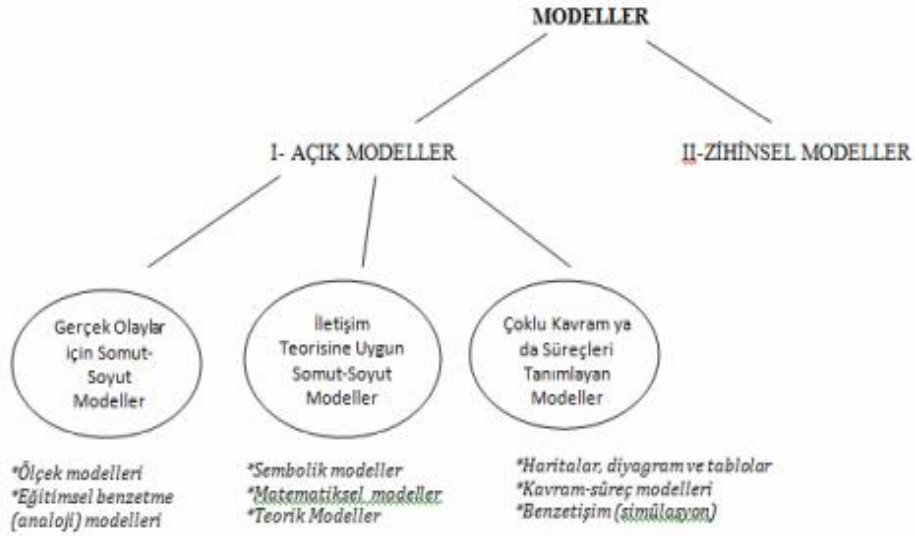 MODELLER
I- AÇIK MODELLER
II-ZİHİNSEL MODELLER
Gerçek Olaylar
için Somut-
Soyut
Modeller
İletişim
Teorisine Uygun
Somut-Soyut
Modeller
Çoklu Kavram ya
da Süreçleri
Tanımlayan
Modeller
*Ölçek modelleri
*Eğitimsel benzetme
(analoji) modelleri
*Sembolik modeller
*Matematiksel modeller
*Teorik Modeller
*Haritalar, diyagram ve tablolar
*Kavram-süreç modelleri
*Benzetişim (simülasyon)